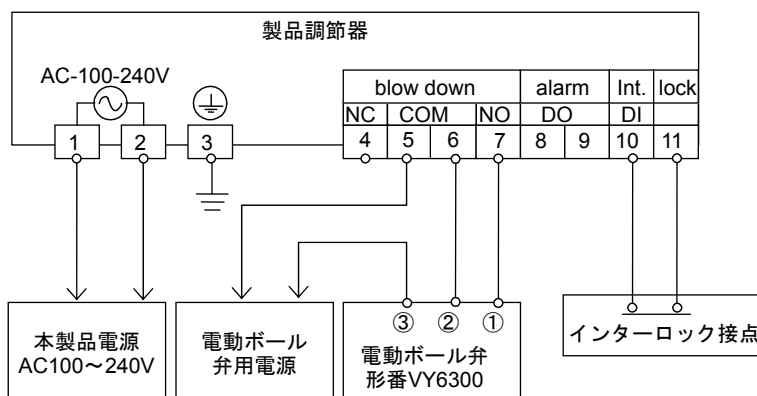 製品調節器
AC-100-240V
blow down alarm Int. lock
NC COM NO DO DI
1 2 3 4 5 6 7 8 9 10 11
③ ② ①
本製品電源
AC100～240V
電動ボール
弁用電源
電動ボール弁
形番VY6300
インターロック接点